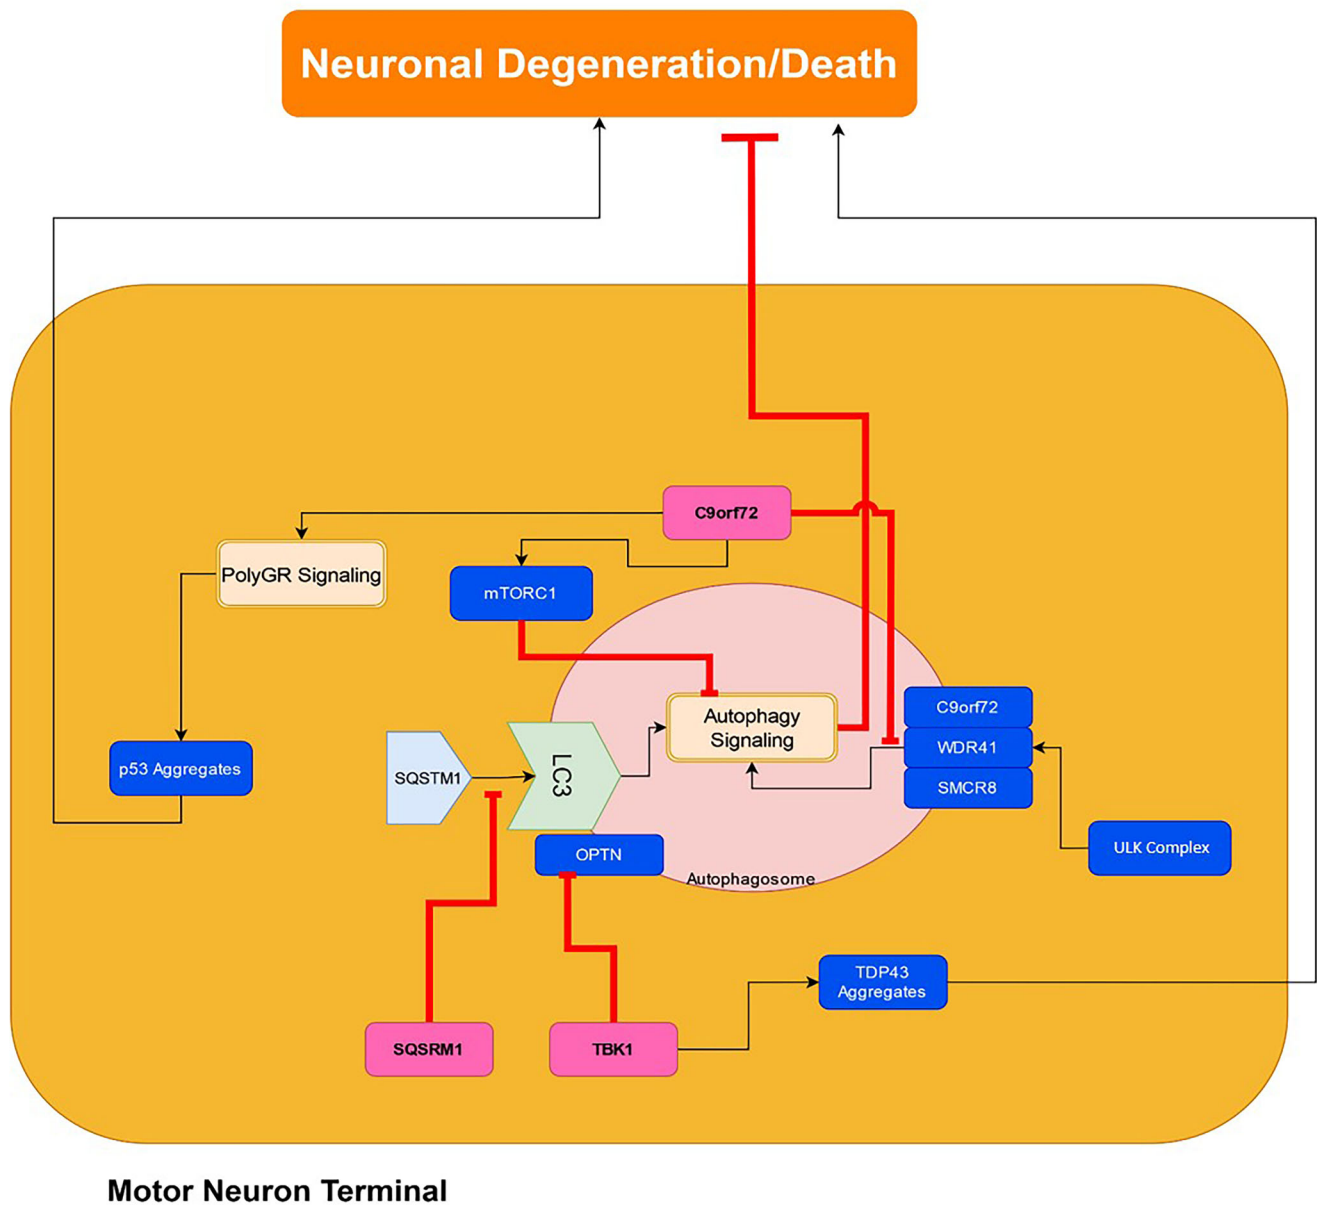 Neuronal Degeneration/Death
C9orf72
PolyGR Signaling
mTORC1
Autophagy
Signaling
C9orf72
WDR41
SMCR8
p53 Aggregates
SQSTM1
LC3
ULK Complex
OPTN
Autophagosome
TDP43
Aggregates
SQSRM1
TBK1
Motor Neuron Terminal